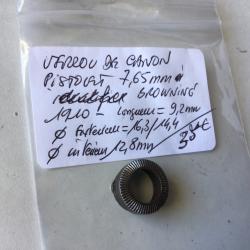 VERROU DE CANON
PISTOLET 7,65mm
BROWNING
1910 - Longueur = 9,2mm
Ø Extérieur = 16,3/14,4
Ø intérieur 12,8mm
3 €